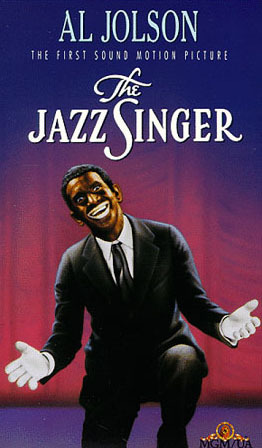 AL JOLSON
THE FIRST SOUND MOTION PICTURE
The
JAZZ SINGER
MGM/UA